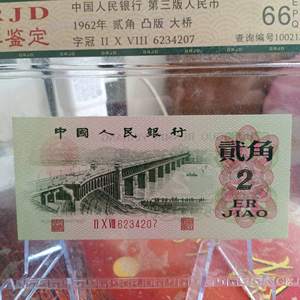 RJD
中国人民银行 第三版人民币
66
鉴定
1962年 贰角 凸版 大桥
字冠 II X VIII 6234207
查询编号10021
中國人民銀行
貳角
2
ER
JIAO
II X VIII 6234207